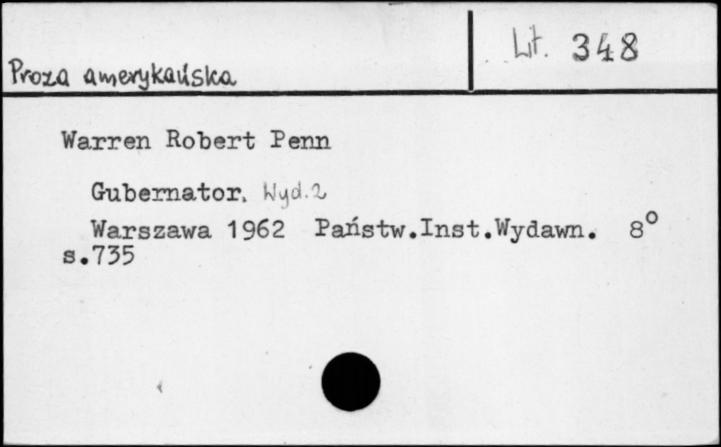 Lit. 348
Proza amerykańska
Warren Robert Penn
Gubernator. Wyd.2
Warszawa 1962 Państw.Inst.Wydawn. 8°
s.735